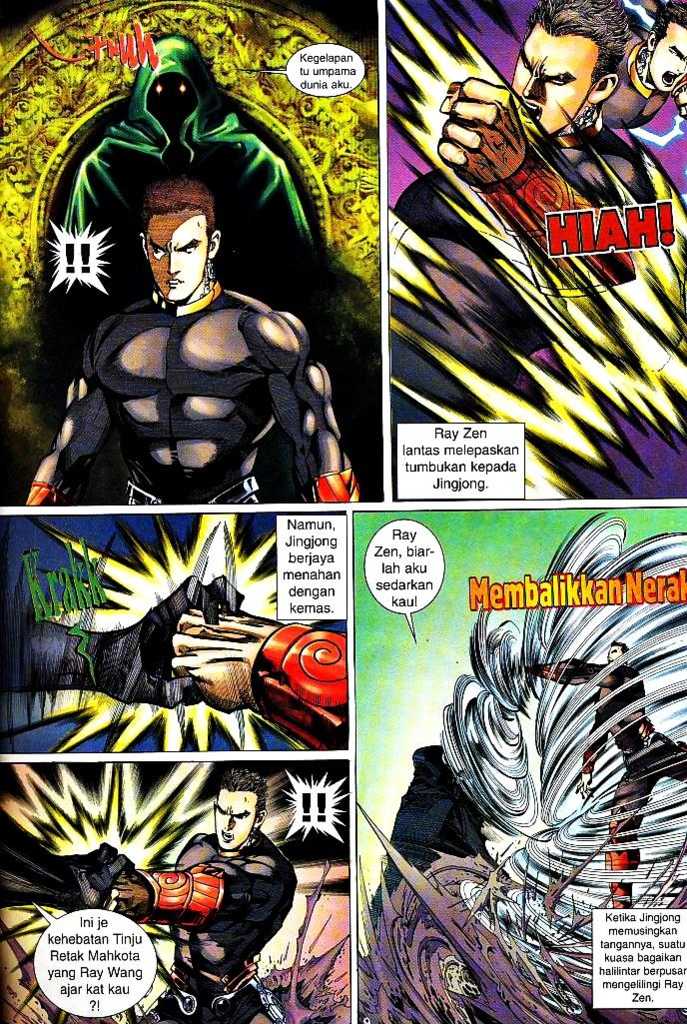 Kegelapan
tu umpama
dunia aku.
!!
HIAH!
Ray Zen
lantas melepaskan
tumbukan kepada
Jingjong.
Krakk
Namun,
Jingjong
berjaya
menahan
dengan
kemas.
!!
Ini je
kehebatan Tinju
Retak Mahkota
yang Ray Wang
ajar kat kau
?!
Ray
Zen, biar-
lah aku
sedarkan
kau!
Membalikkan Nerak
Ketika Jingjong
memusingkan
tangannya, suatu
kuasa bagaikan
halilintar berpusar
mengelilingi Ray
Zen.